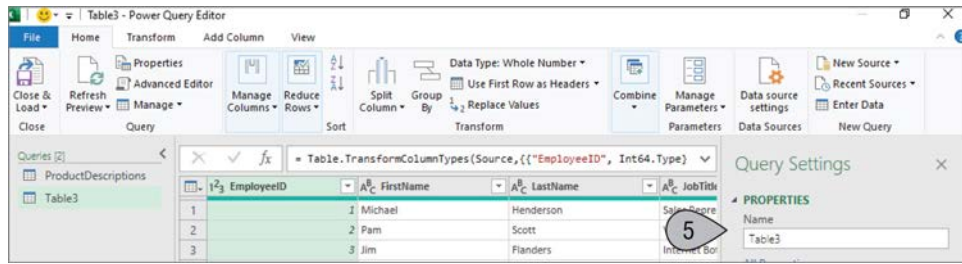 Table3 - Power Query Editor
File Home Transform Add Column View
Close & Load
Refresh Preview
Properties
Advanced Editor
Manage
Manage Columns
Reduce Rows
Split Column
Group By
Data Type: Whole Number
Use First Row as Headers
Replace Values
Combine
Manage Parameters
Data source settings
New Source
Recent Sources
Enter Data
Close Query Sort Transform Parameters Data Sources New Query
Queries [2]
ProductDescriptions
Table3
fx = Table.TransformColumnTypes(Source,{{"EmployeeID", Int64.Type}
123 EmployeeID ABC FirstName ABC LastName ABC JobTitle
1 1 Michael Henderson
2 2 Pam Scott
3 3 Jim Flanders
5
Query Settings
PROPERTIES
Name
Table3